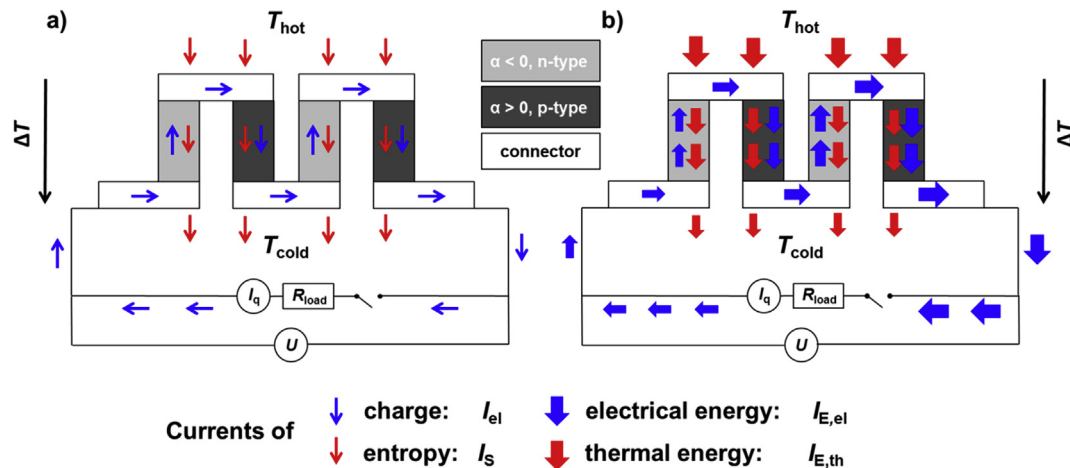 a)
T_hot
ΔT
T_cold
I_q
R_load
U
α < 0, n-type
α > 0, p-type
connector
b)
T_hot
ΔT
T_cold
I_q
R_load
U
Currents of
charge: I_el
entropy: I_S
electrical energy: I_E,el
thermal energy: I_E,th